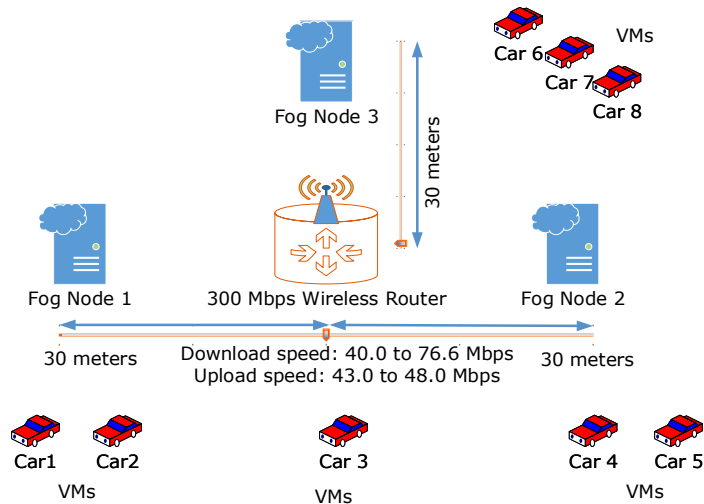 VMs
Car 6
Car 7
Car 8
Fog Node 3
30 meters
Fog Node 1
300 Mbps Wireless Router
Fog Node 2
30 meters
Download speed: 40.0 to 76.6 Mbps
30 meters
Upload speed: 43.0 to 48.0 Mbps
Car1
Car2
Car 3
Car 4
Car 5
VMs
VMs
VMs